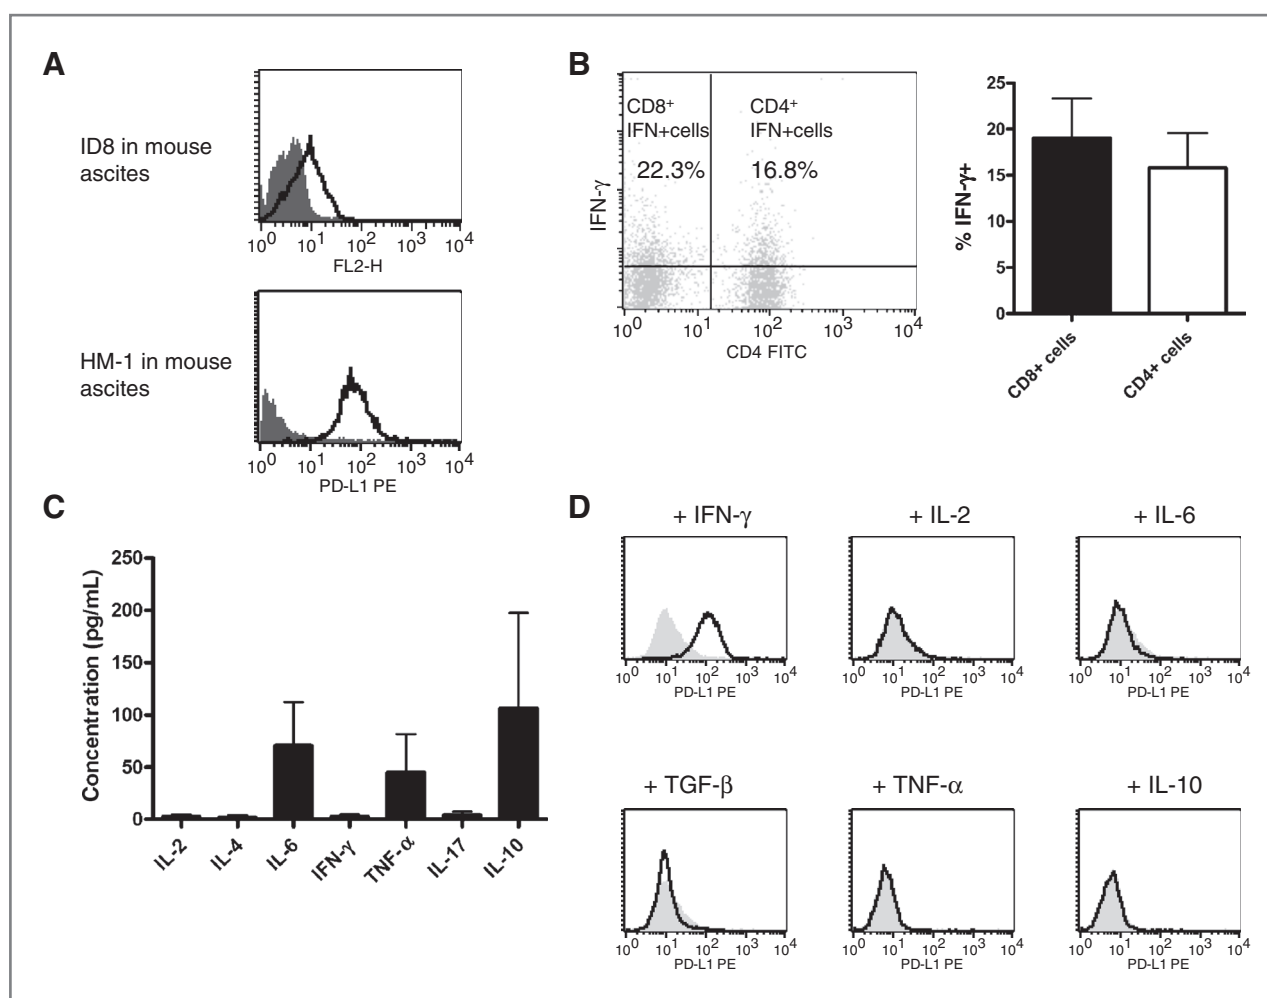 A
ID8 in mouse
ascites
10^0 10^1 10^2 10^3 10^4
FL2-H
HM-1 in mouse
ascites
10^0 10^1 10^2 10^3 10^4
PD-L1 PE
B
IFN-γ
CD8+
IFN+cells
22.3%
CD4+
IFN+cells
16.8%
10^0 10^1 10^2 10^3 10^4
CD4 FITC
% IFN-γ+
25
20
15
10
5
0
CD8+ cells
CD4+ cells
C
Concentration (pg/mL)
250
200
150
100
50
0
IL-2
IL-4
IL-6
IFN-γ
TNF-α
IL-17
IL-10
D
+ IFN-γ
10^0 10^1 10^2 10^3 10^4
PD-L1 PE
+ IL-2
10^0 10^1 10^2 10^3 10^4
PD-L1 PE
+ IL-6
10^0 10^1 10^2 10^3 10^4
PD-L1 PE
+ TGF-β
10^0 10^1 10^2 10^3 10^4
PD-L1 PE
+ TNF-α
10^0 10^1 10^2 10^3 10^4
PD-L1 PE
+ IL-10
10^0 10^1 10^2 10^3 10^4
PD-L1 PE